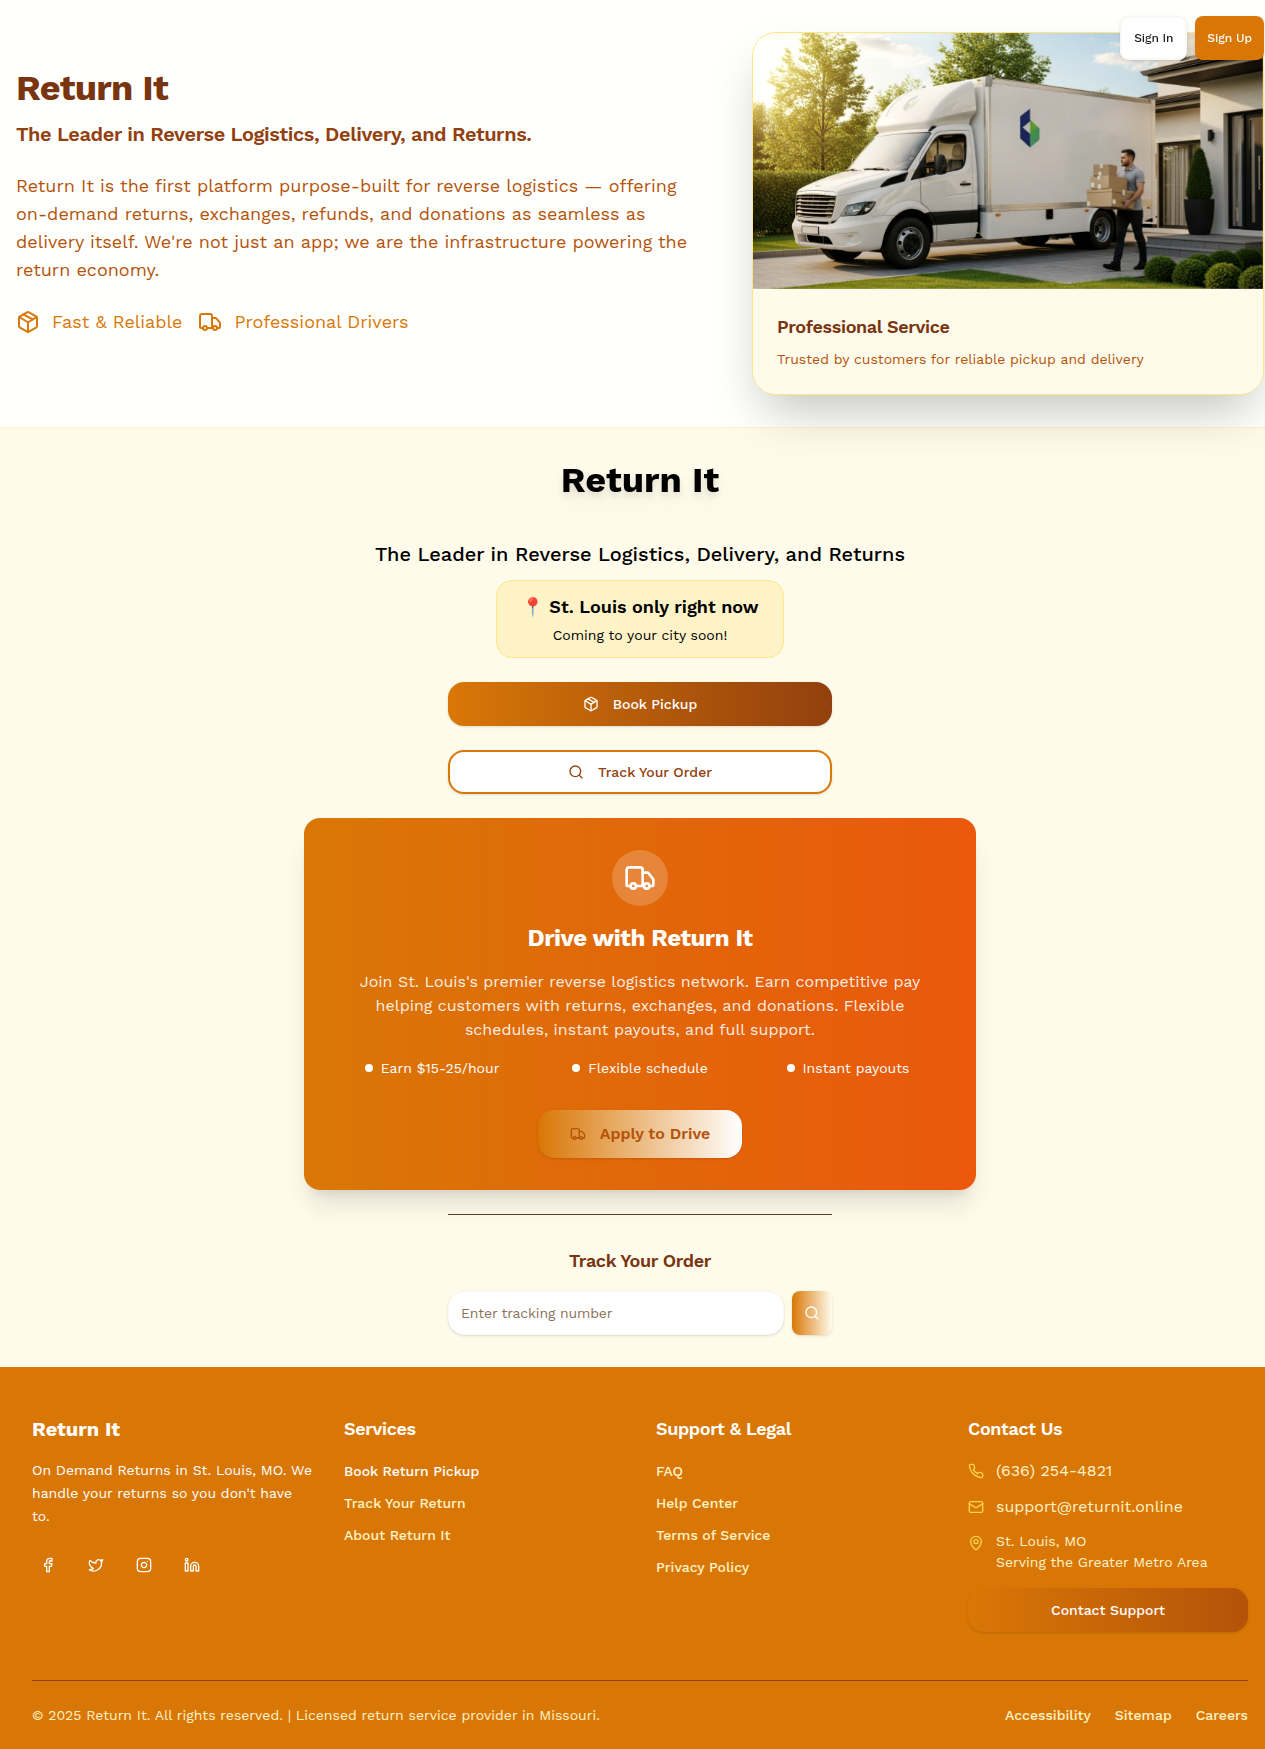 Sign In
Sign Up
Return It
The Leader in Reverse Logistics, Delivery, and Returns.
Return It is the first platform purpose-built for reverse logistics — offering
on-demand returns, exchanges, refunds, and donations as seamless as
delivery itself. We're not just an app; we are the infrastructure powering the
return economy.
Fast & Reliable
Professional Drivers
Professional Service
Trusted by customers for reliable pickup and delivery
Return It
The Leader in Reverse Logistics, Delivery, and Returns
📍 St. Louis only right now
Coming to your city soon!
Book Pickup
Track Your Order
Drive with Return It
Join St. Louis's premier reverse logistics network. Earn competitive pay
helping customers with returns, exchanges, and donations. Flexible
schedules, instant payouts, and full support.
Earn $15-25/hour
Flexible schedule
Instant payouts
Apply to Drive
Track Your Order
Enter tracking number
Return It
On Demand Returns in St. Louis, MO. We
handle your returns so you don't have
to.
Services
Book Return Pickup
Track Your Return
About Return It
Support & Legal
FAQ
Help Center
Terms of Service
Privacy Policy
Contact Us
(636) 254-4821
support@returnit.online
St. Louis, MO
Serving the Greater Metro Area
Contact Support
© 2025 Return It. All rights reserved. | Licensed return service provider in Missouri.
Accessibility
Sitemap
Careers